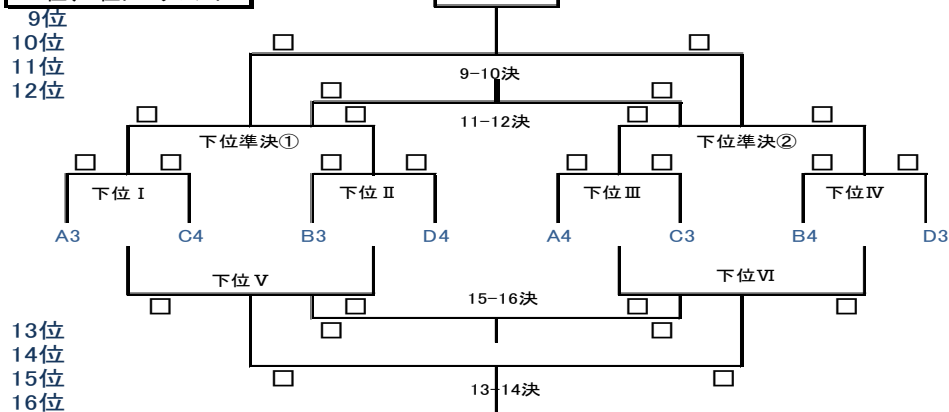 9位
10位
11位
12位
9-10決
11-12決
下位準決①
下位準決②
下位Ⅰ
下位Ⅱ
下位Ⅲ
下位Ⅳ
A3
C4
B3
D4
A4
C3
B4
D3
下位Ⅴ
下位Ⅵ
15-16決
13位
14位
15位
16位
13-14決